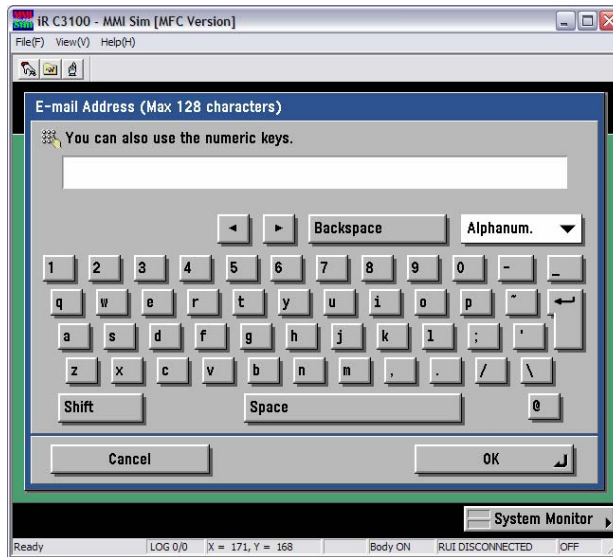 MMI Sim iR C3100 - MMI Sim [MFC Version]
File(F) View(V) Help(H)
E-mail Address (Max 128 characters)
You can also use the numeric keys.
◄ ► Backspace Alphanum. ▼
1 2 3 4 5 6 7 8 9 0 - _
q w e r t y u i o p ~
a s d f g h j k l ; '
z x c v b n m , . / \
Shift Space @
Cancel OK
System Monitor
Ready LOG 0/0 X = 171, Y = 168 Body ON RUI DISCONNECTED OFF